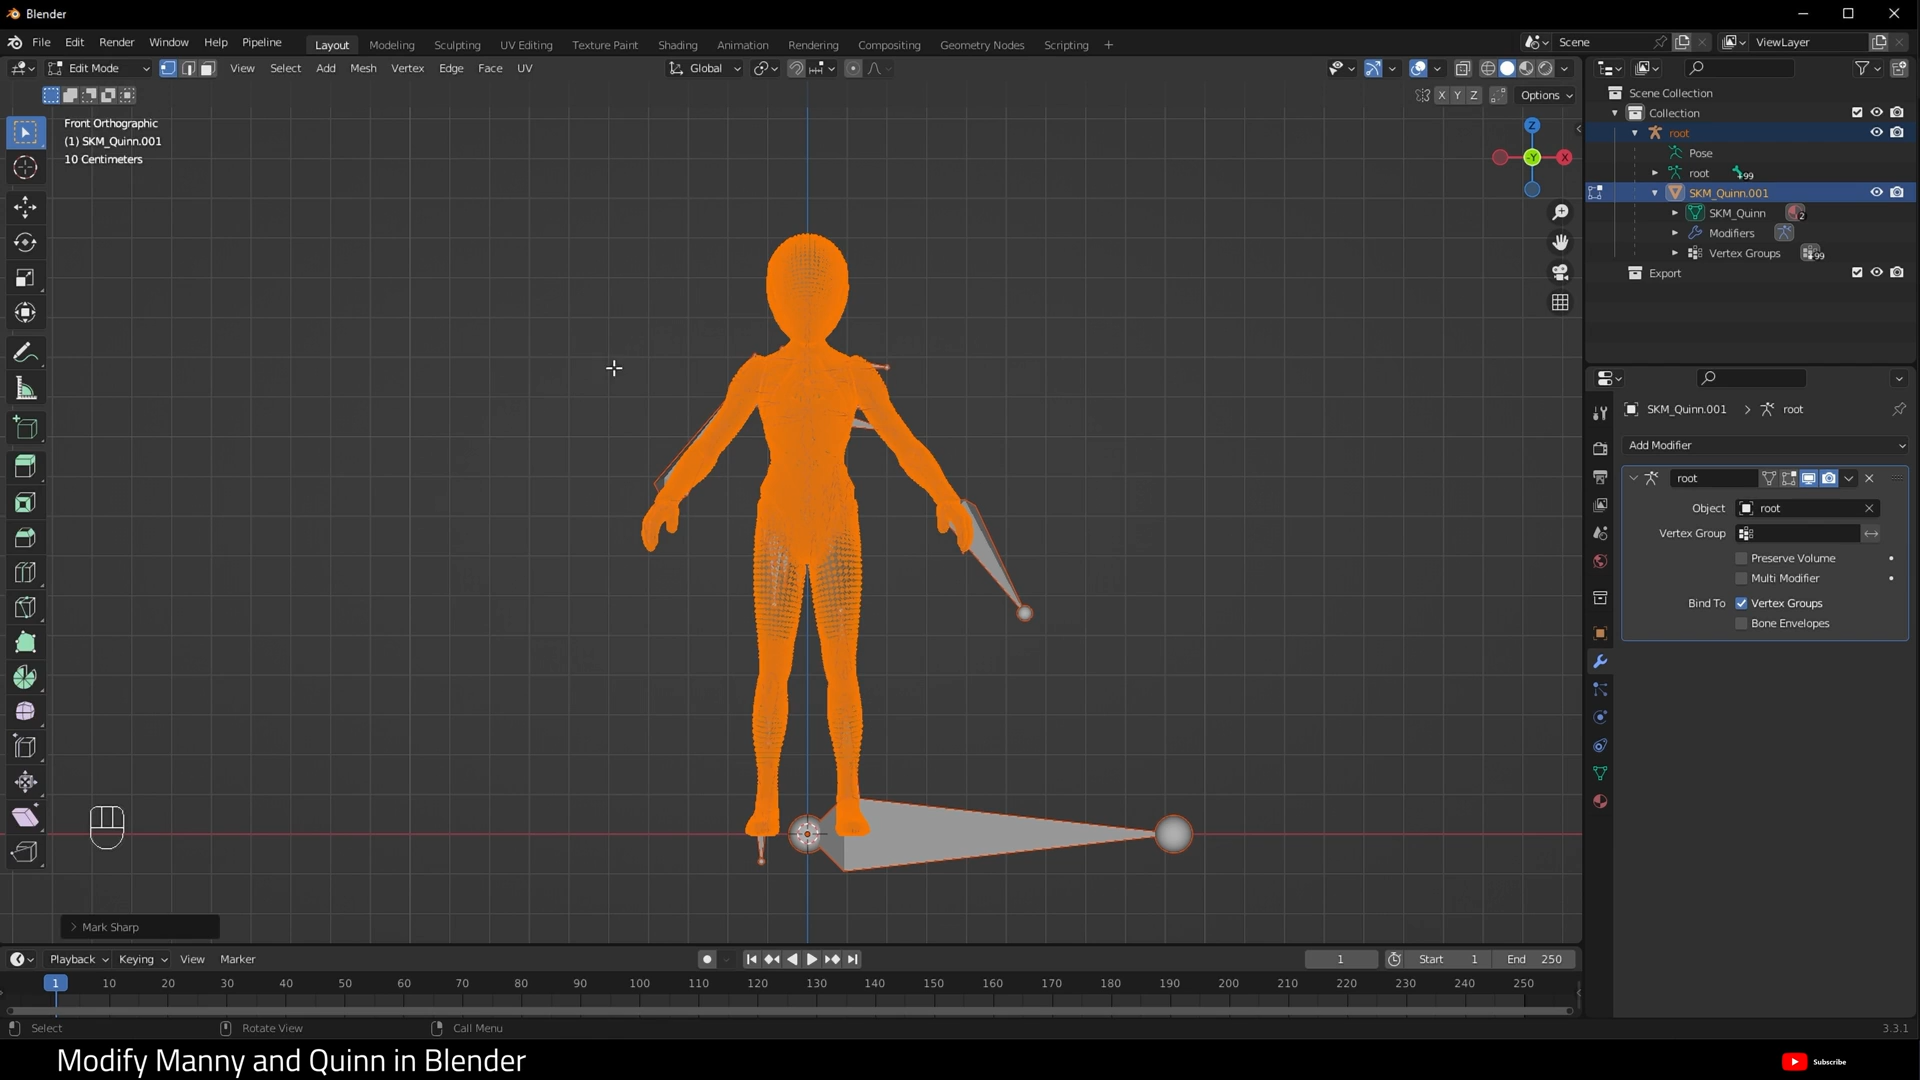 Blender
File Edit Render Window Help Pipeline Layout Modeling Sculpting UV Editing Texture Paint Shading Animation Rendering Compositing Geometry Nodes Scripting + Scene ViewLayer
Edit Mode View Select Add Mesh Vertex Edge Face UV Global
X Y Z Options
Front Orthographic
(1) SKM_Quinn.001
10 Centimeters
Z
-Y
X
Scene Collection
Collection
root
Pose
root 99
SKM_Quinn.001
SKM_Quinn 2
Modifiers
Vertex Groups 99
Export
SKM_Quinn.001 > root
Add Modifier
root
Object root
Vertex Group
Preserve Volume
Multi Modifier
Bind To Vertex Groups
Bone Envelopes
> Mark Sharp
Playback Keying View Marker 1 Start 1 End 250
1 10 20 30 40 50 60 70 80 90 100 110 120 130 140 150 160 170 180 190 200 210 220 230 240 250
Select Rotate View Call Menu 3.3.1
Modify Manny and Quinn in Blender
Subscribe